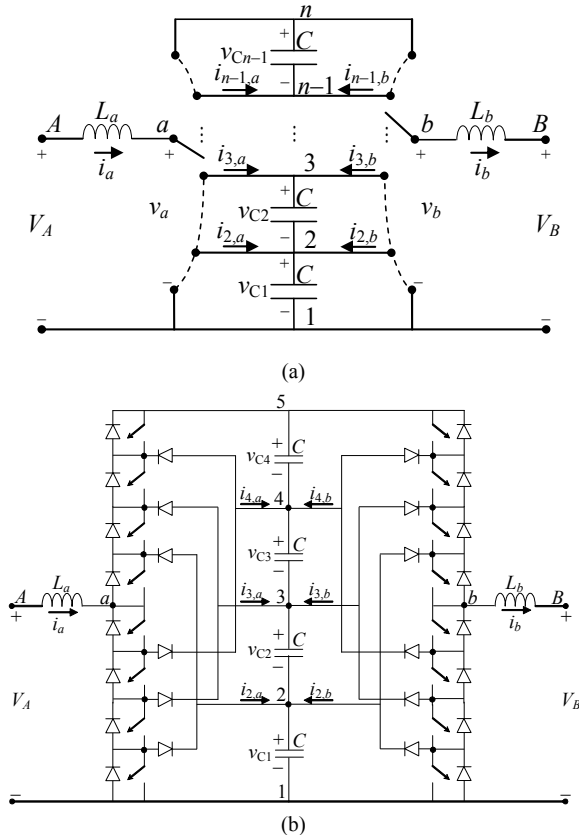 n
+
v_{Cn−1} C
−
i_{n−1,a} n−1 i_{n−1,b}
A L_a a b L_b B
+ + + +
i_a i_b
⋮ ⋮ ⋮
i_{3,a} 3 i_{3,b}
+
V_A v_a v_{C2} C v_b V_B
−
i_{2,a} 2 i_{2,b}
+
− v_{C1} C −
−
− 1 −
(a)
5
+
v_{C4} C
−
i_{4,a} 4 i_{4,b}
+
v_{C3} C
−
A L_a a i_{3,a} 3 i_{3,b} b L_b B
+ i_a + i_b +
v_{C2} C
−
V_A i_{2,a} 2 i_{2,b} V_B
+
v_{C1} C
−
− 1 −
(b)